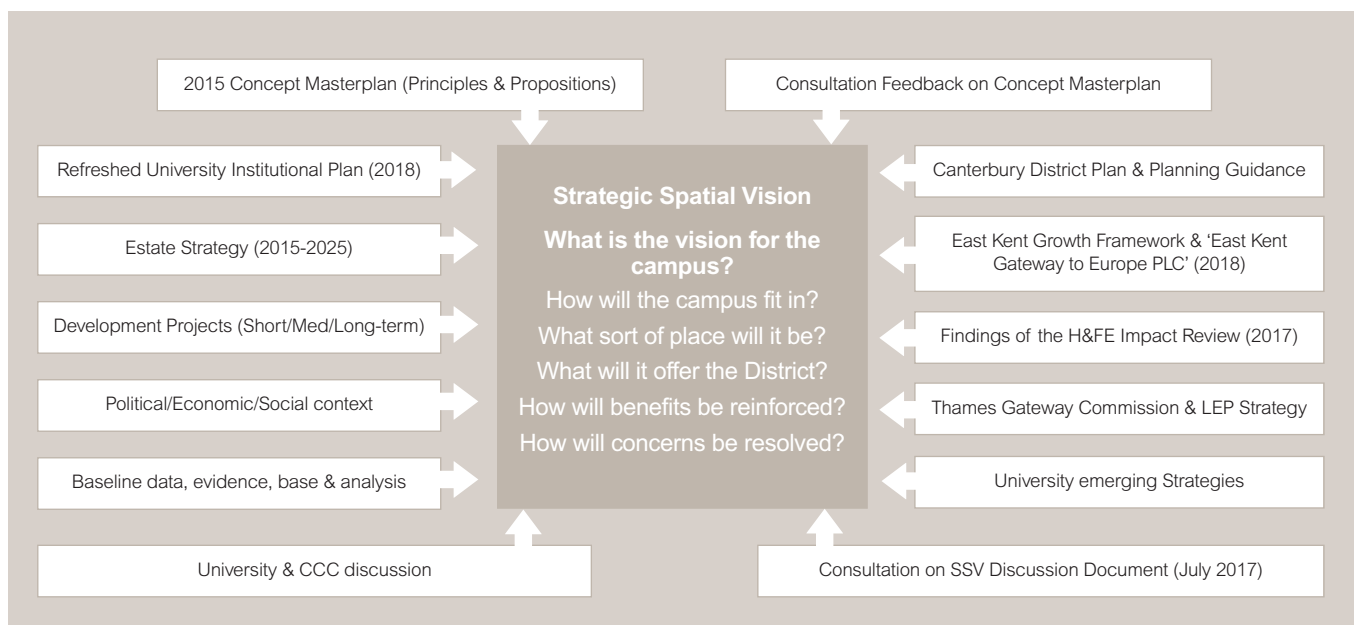 2015 Concept Masterplan (Principles & Propositions)
Consultation Feedback on Concept Masterplan
Refreshed University Institutional Plan (2018)
Estate Strategy (2015-2025)
Development Projects (Short/Med/Long-term)
Political/Economic/Social context
Baseline data, evidence, base & analysis
University & CCC discussion
Strategic Spatial Vision
What is the vision for the
campus?
How will the campus fit in?
What sort of place will it be?
What will it offer the District?
How will benefits be reinforced?
How will concerns be resolved?
Canterbury District Plan & Planning Guidance
East Kent Growth Framework & ‘East Kent
Gateway to Europe PLC’ (2018)
Findings of the H&FE Impact Review (2017)
Thames Gateway Commission & LEP Strategy
University emerging Strategies
Consultation on SSV Discussion Document (July 2017)